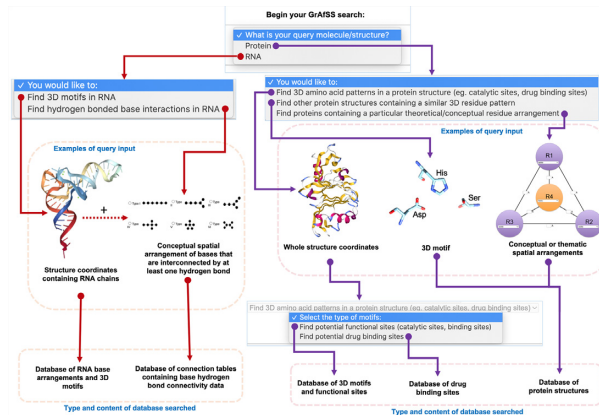 Begin your GrAfSS search:
✓ What is your query molecule/structure?
Protein
RNA
✓ You would like to:
Find 3D motifs in RNA
Find hydrogen bonded base interactions in RNA
✓ You would like to:
Find 3D amino acid patterns in a protein structure (eg. catalytic sites, drug binding sites)
Find other protein structures containing a similar 3D residue pattern
Find proteins containing a particular theoretical/conceptual residue arrangement
Examples of query input
+
Structure coordinates
containing RNA chains
Conceptual spatial
arrangement of bases that
are interconnected by at
least one hydrogen bond
Examples of query input
Whole structure coordinates
His
Asp
Ser
3D motif
R1
R4
R3
R2
Conceptual or thematic
spatial arrangements
Find 3D amino acid patterns in a protein structure (eg. catalytic sites, drug binding sites)
✓ Select the type of motifs:
Find potential functional sites (catalytic sites, binding sites)
Find potential drug binding sites
Database of RNA base
arrangements and 3D
motifs
Database of connection tables
containing base hydrogen
bond connectivity data
Type and content of database searched
Database of 3D motifs
and functional sites
Database of drug
binding sites
Database of
protein structures
Type and content of database searched